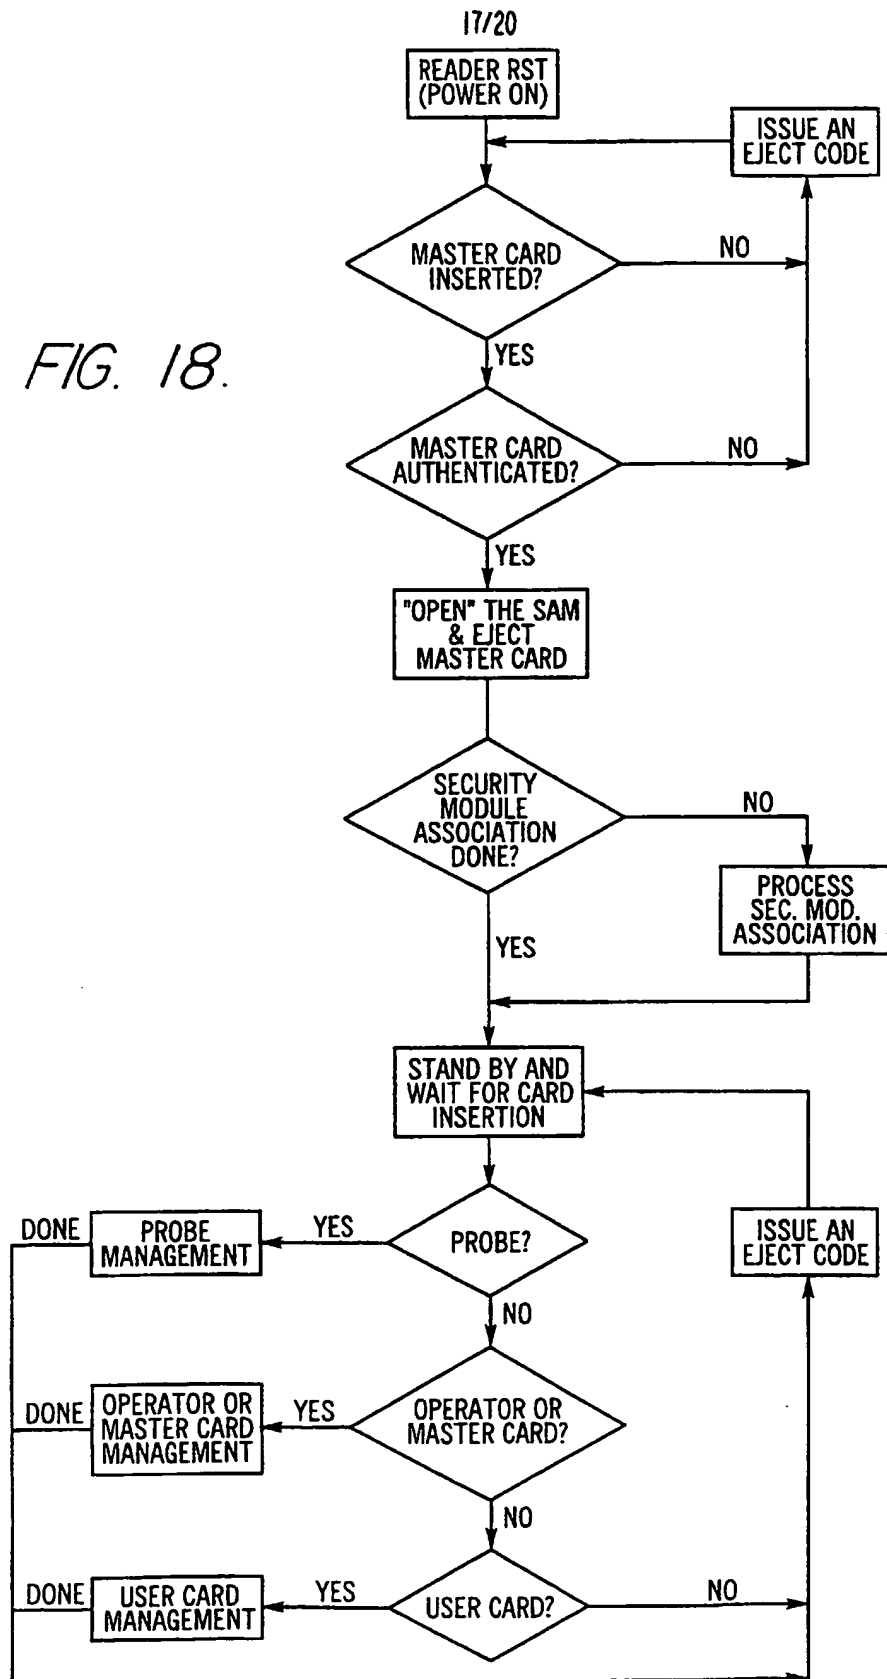 17/20
READER RST
(POWER ON)
ISSUE AN
EJECT CODE
MASTER CARD
INSERTED?
NO
YES
FIG. 18.
MASTER CARD
AUTHENTICATED?
NO
YES
"OPEN" THE SAM
& EJECT
MASTER CARD
SECURITY
MODULE
ASSOCIATION
DONE?
NO
PROCESS
SEC. MOD.
ASSOCIATION
YES
STAND BY AND
WAIT FOR CARD
INSERTION
DONE
PROBE
MANAGEMENT
YES
PROBE?
ISSUE AN
EJECT CODE
NO
DONE
OPERATOR OR
MASTER CARD
MANAGEMENT
YES
OPERATOR OR
MASTER CARD?
NO
DONE
USER CARD
MANAGEMENT
YES
USER CARD?
NO